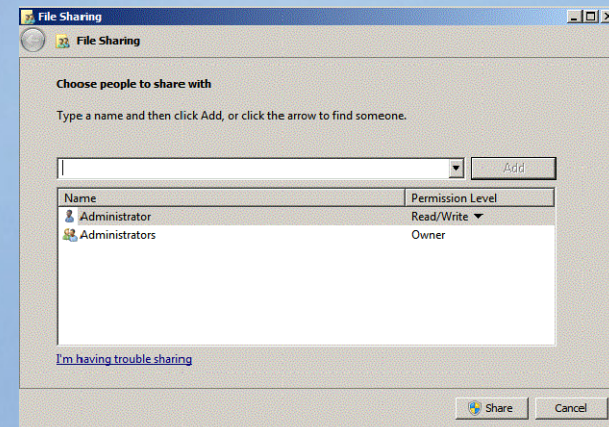 File Sharing
File Sharing
Choose people to share with
Type a name and then click Add, or click the arrow to find someone.
Add
Name Permission Level
Administrator Read/Write
Administrators Owner
I'm having trouble sharing
Share Cancel